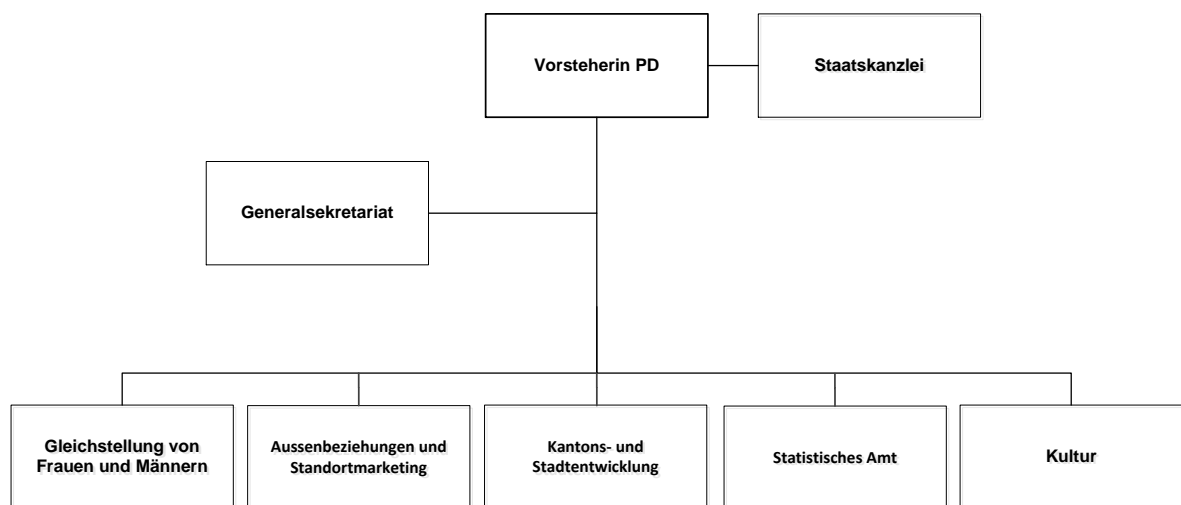 Vorsteherin PD
Staatskanzlei
Generalsekretariat
Gleichstellung von
Frauen und Männern
Aussenbeziehungen und
Standortmarketing
Kantons- und
Stadtentwicklung
Statistisches Amt
Kultur